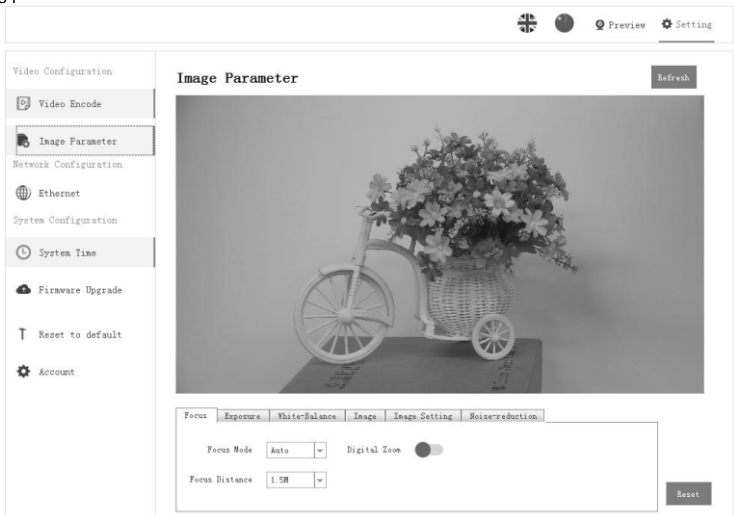 Preview Setting
Video Configuration
Video Encode
Image Parameter
Network Configuration
Ethernet
System Configuration
System Time
Firmware Upgrade
Reset to default
Account
Image Parameter
Refresh
Focus Exposure White-Balance Image Image Setting Noise-reduction
Focus Mode Auto Digital Zoom
Focus Distance 1.5M
Reset